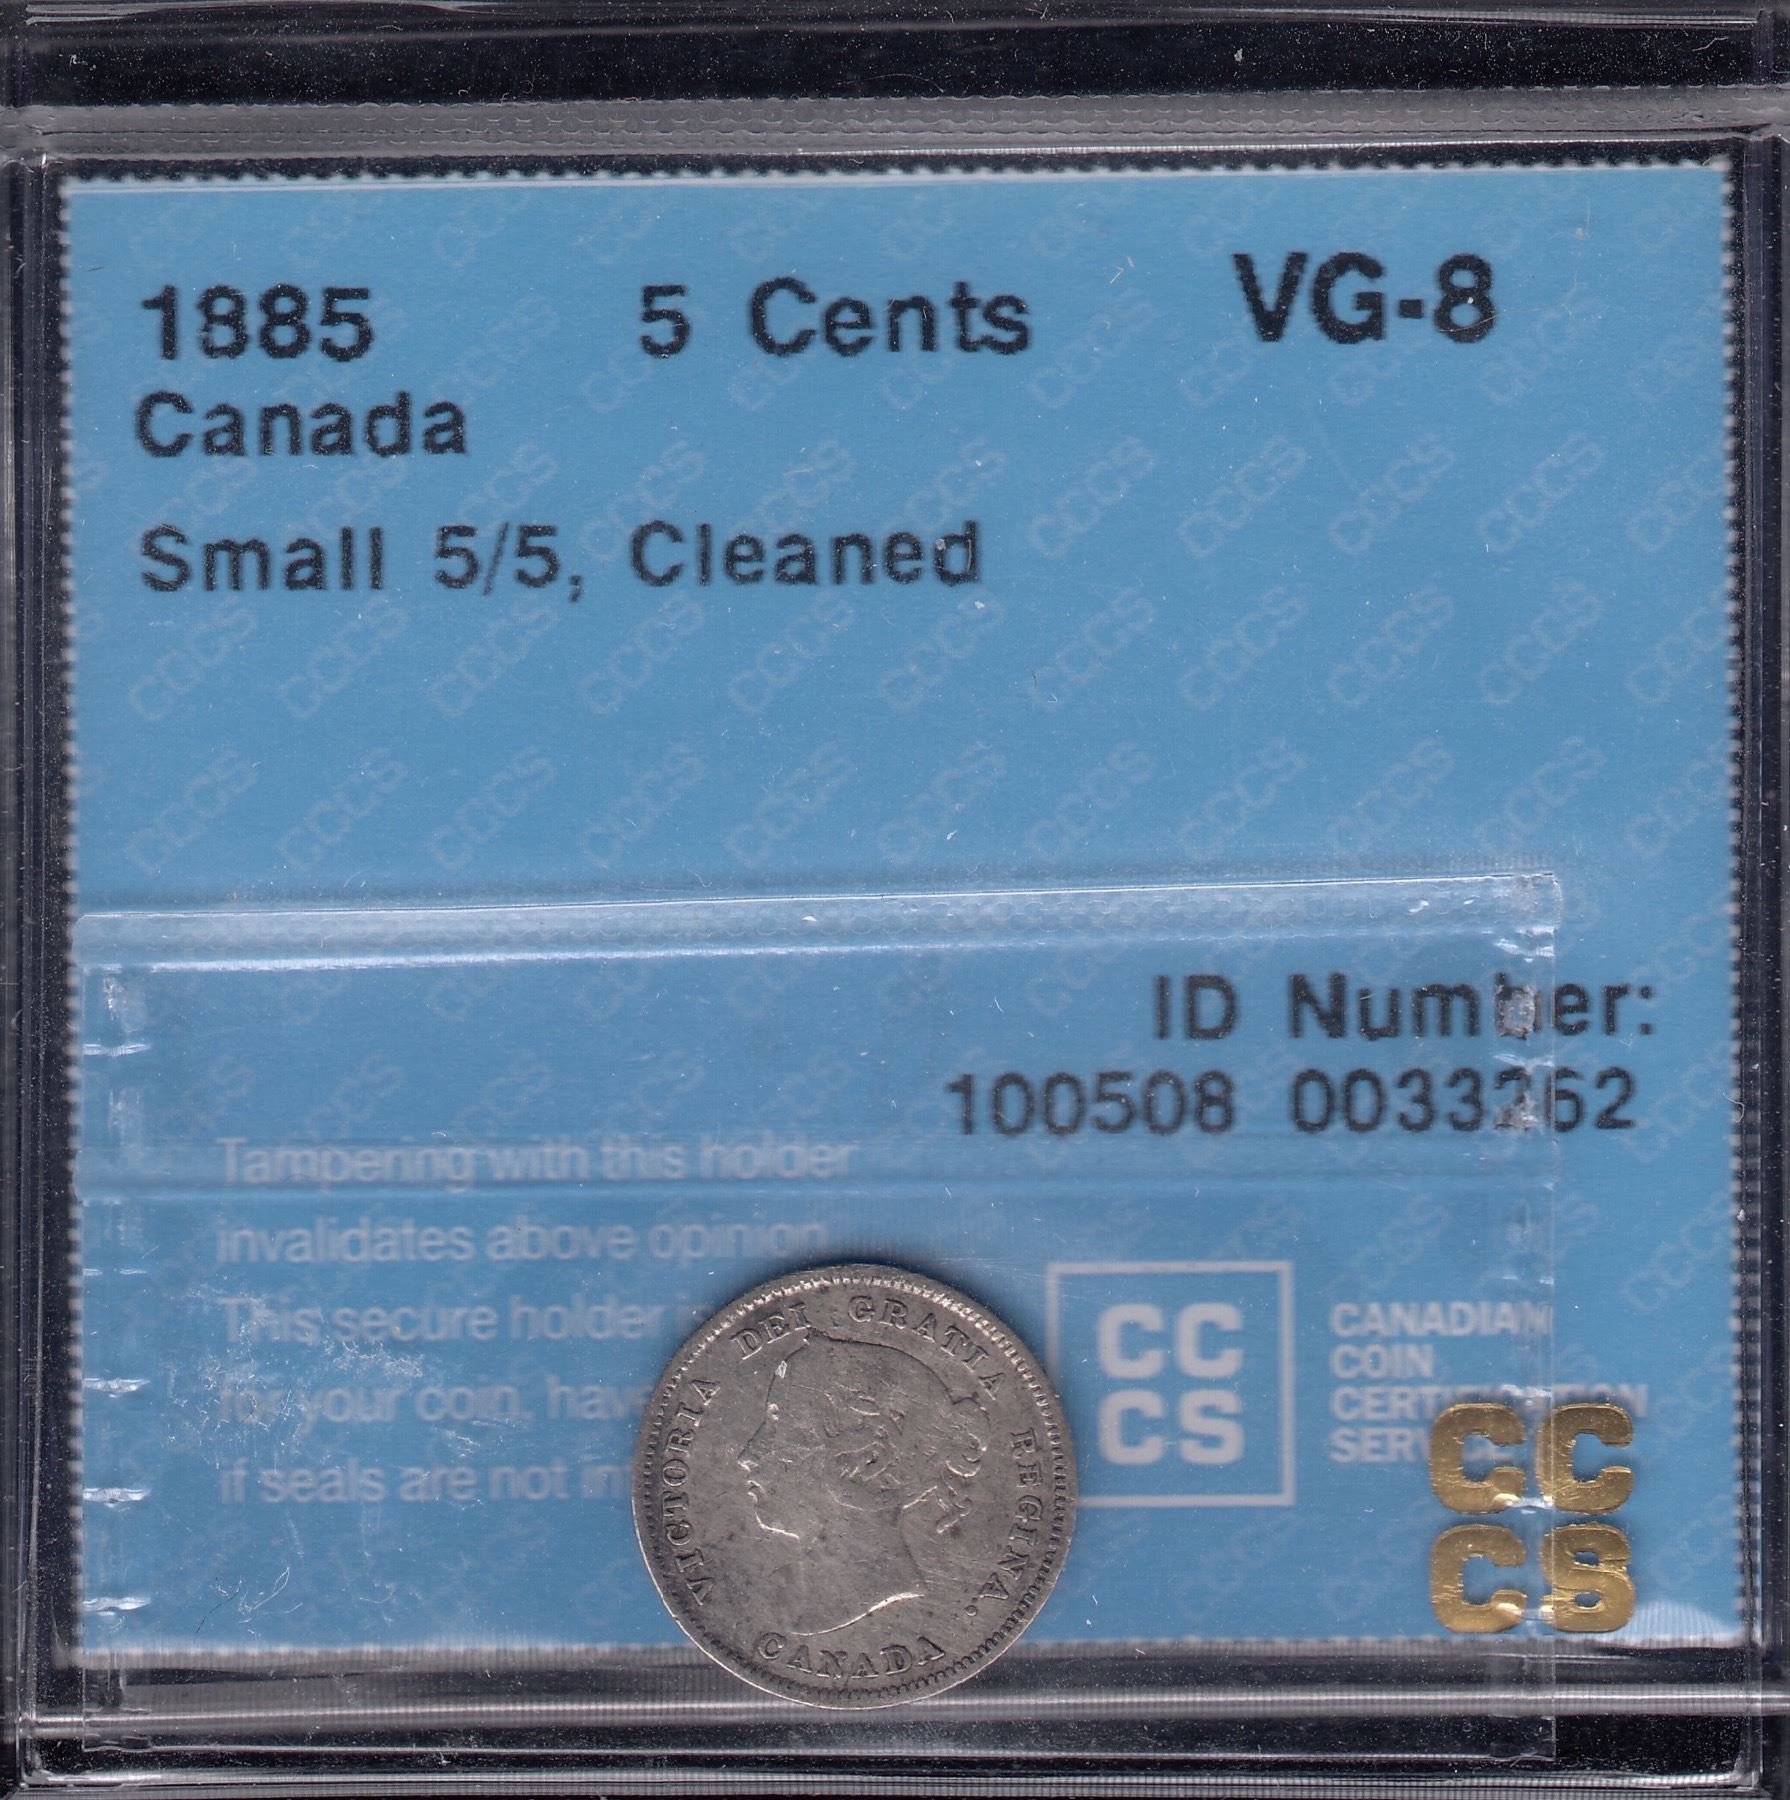 1885 5 Cents VG-8
Canada
Small 5/5, Cleaned
ID Number:
100508 0033262
Tampering with this holder
invalidates above opinion
This secure holder
for your coin, have
if seals are not
CC
CS
CANADIAN
COIN
CERTIFICATION
SERVICE
CC
CS
VICTORIA DEI GRATIA REGINA.
CANADA